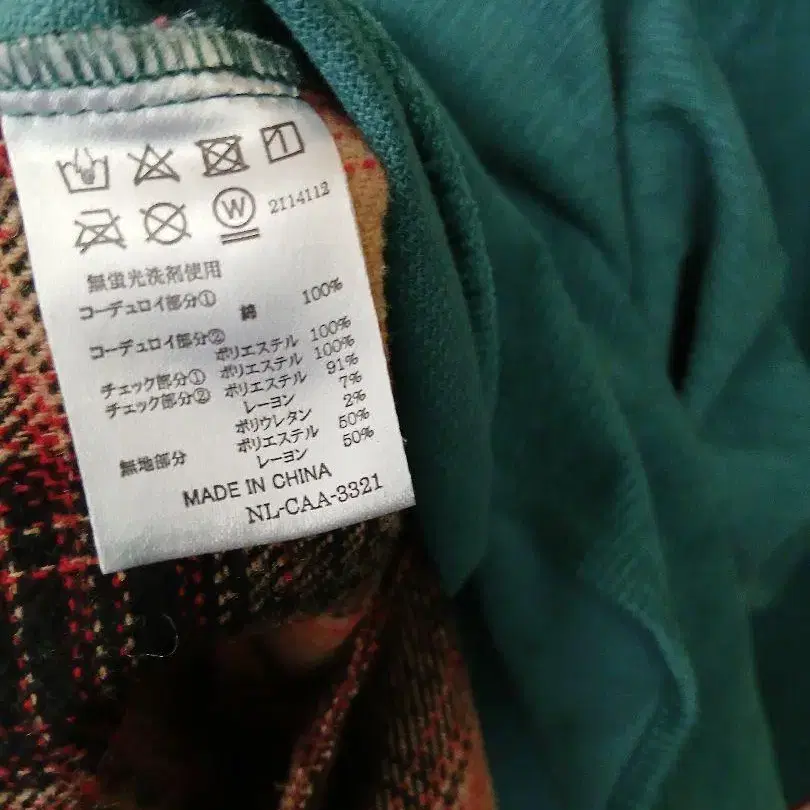 W 2114112
無蛍光洗剤使用
コーデュロイ部分① 綿 100%
コーデュロイ部分② ポリエステル 100%
チェック部分① ポリエステル 100%
チェック部分② ポリエステル 91%
レーヨン 7%
ポリウレタン 2%
無地部分 ポリエステル 50%
レーヨン 50%
MADE IN CHINA
NL-CAA-3321